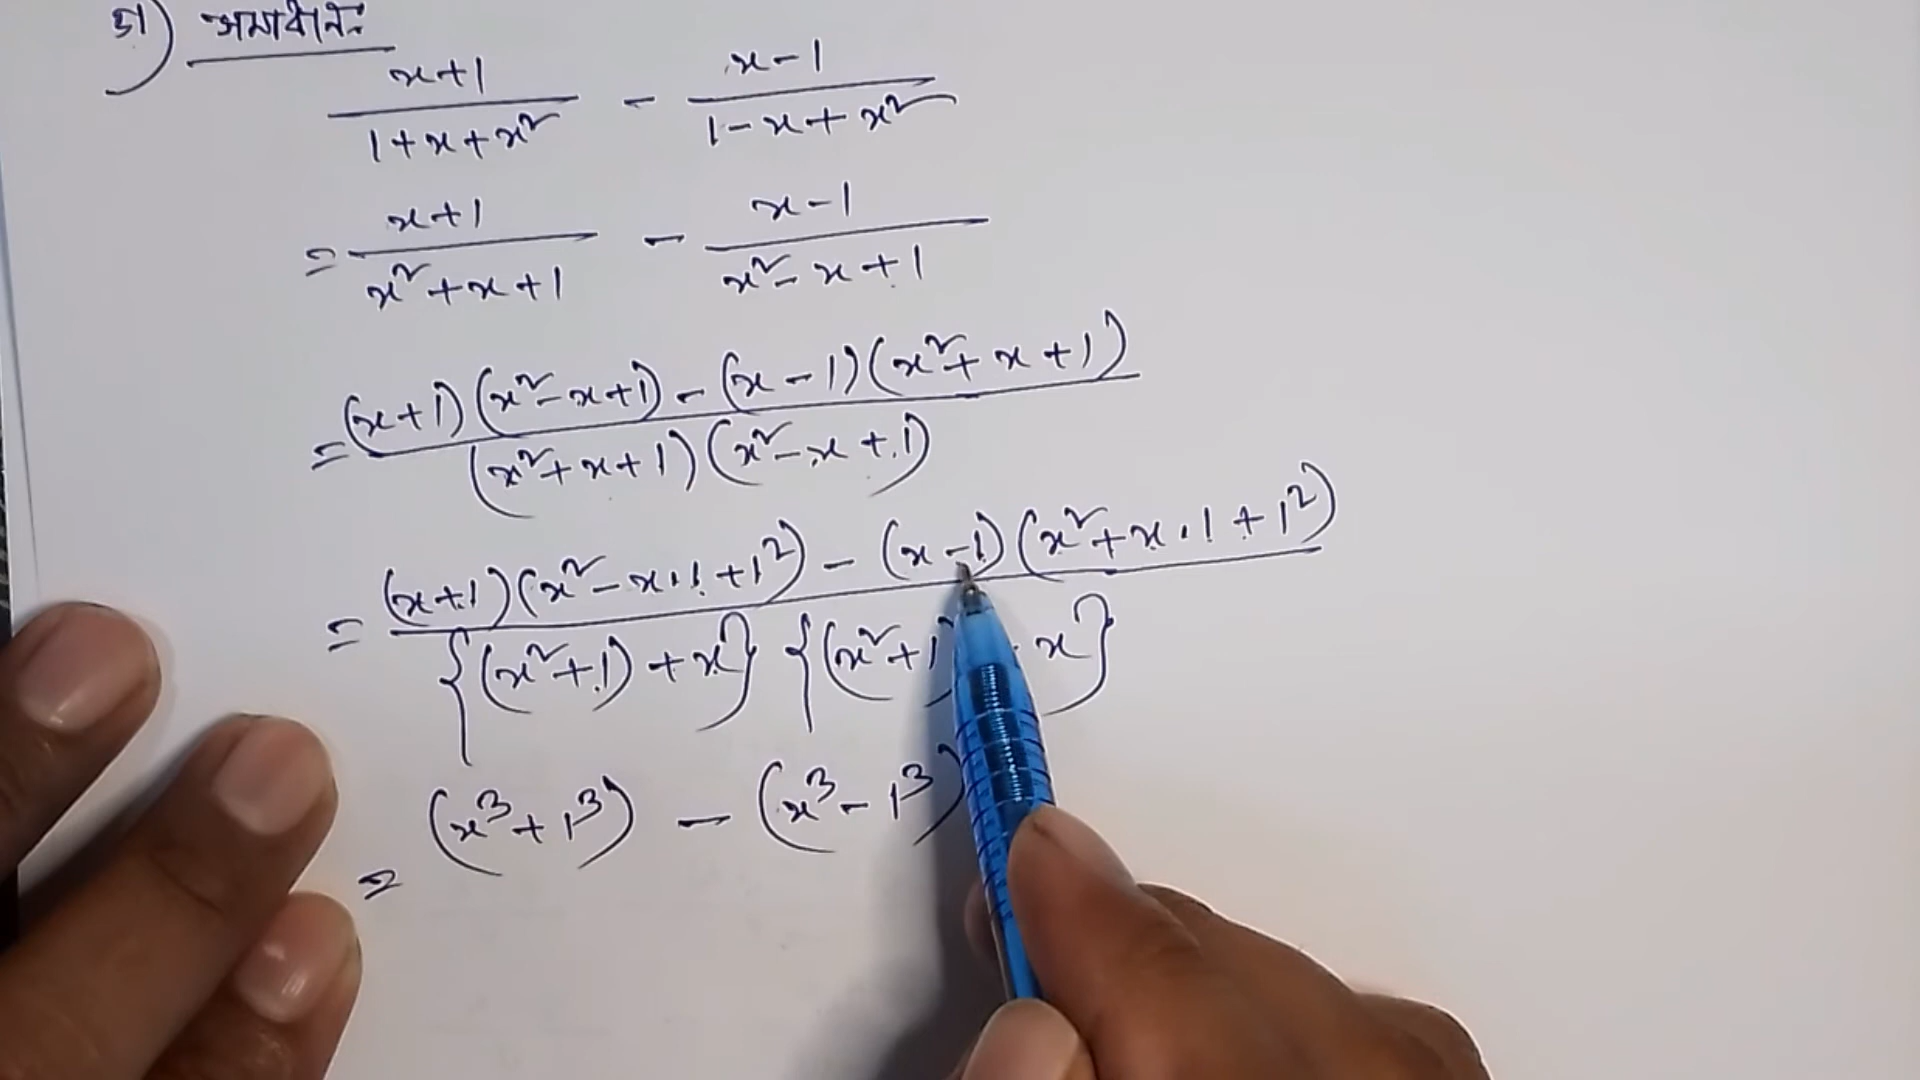 ৩) সমাধান:
(x+1)/(1+x+x²) - (x-1)/(1-x+x²)
= (x+1)/(x²+x+1) - (x-1)/(x²-x+1)
= ((x+1)(x²-x+1)-(x-1)(x²+x+1))/((x²+x+1)(x²-x+1))
= ((x+1)(x²-x.1+1²)-(x-1)(x²+x.1+1²))/({(x²+1)+x}{(x²+1) x})
= (x³+1³) - (x³-1³)